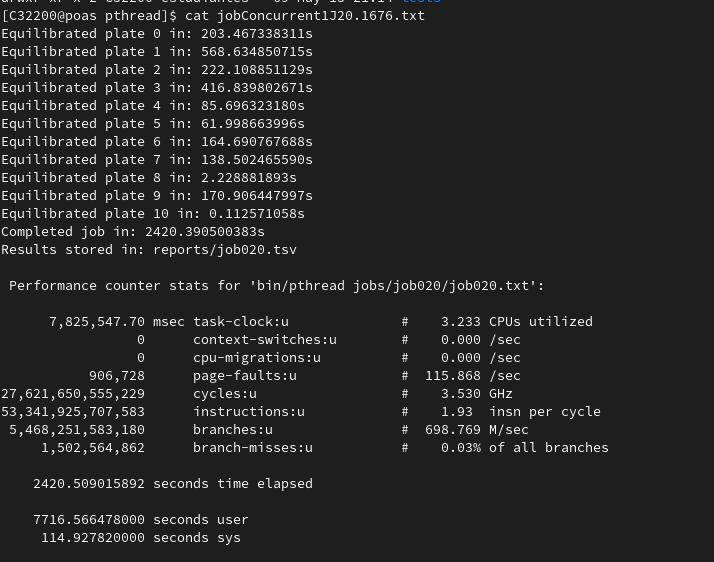 [C32200@poas pthread]$ cat jobConcurrent1J20.1676.txt
Equilibrated plate 0 in: 203.467338311s
Equilibrated plate 1 in: 568.634850715s
Equilibrated plate 2 in: 222.108851129s
Equilibrated plate 3 in: 416.839802671s
Equilibrated plate 4 in: 85.696323180s
Equilibrated plate 5 in: 61.998663996s
Equilibrated plate 6 in: 164.690767688s
Equilibrated plate 7 in: 138.502465590s
Equilibrated plate 8 in: 2.228881893s
Equilibrated plate 9 in: 170.906447997s
Equilibrated plate 10 in: 0.112571058s
Completed job in: 2420.390500383s
Results stored in: reports/job020.tsv
Performance counter stats for 'bin/pthread jobs/job020/job020.txt':
7,825,547.70 msec task-clock:u # 3.233 CPUs utilized
0 context-switches:u # 0.000 /sec
0 cpu-migrations:u # 0.000 /sec
906,728 page-faults:u # 115.868 /sec
27,621,650,555,229 cycles:u # 3.530 GHz
53,341,925,707,583 instructions:u # 1.93 insn per cycle
5,468,251,583,180 branches:u # 698.769 M/sec
1,502,564,862 branch-misses:u # 0.03% of all branches
2420.509015892 seconds time elapsed
7716.566478000 seconds user
114.927820000 seconds sys